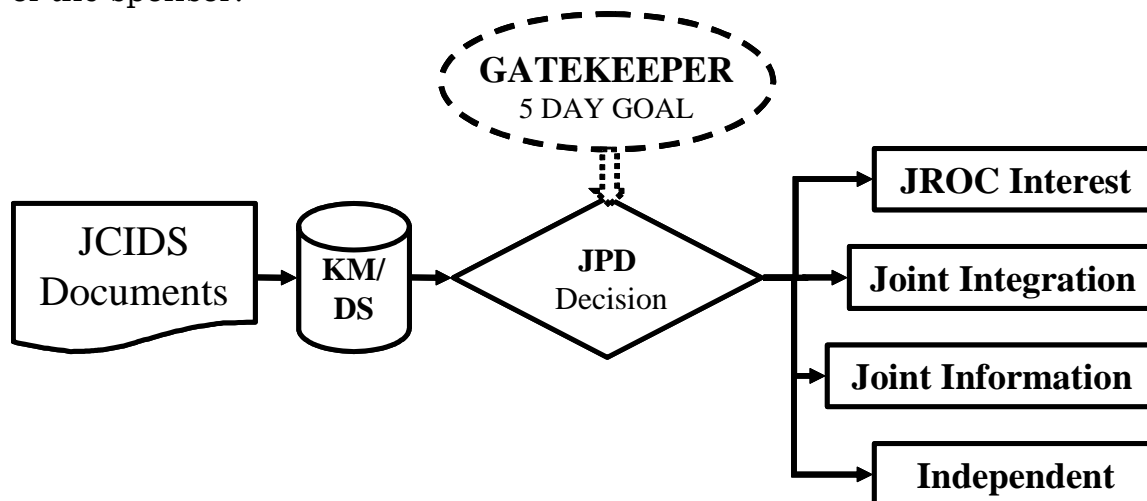 of the sponsor.
GATEKEEPER
5 DAY GOAL
JCIDS
Documents
KM/
DS
JPD
Decision
JROC Interest
Joint Integration
Joint Information
Independent